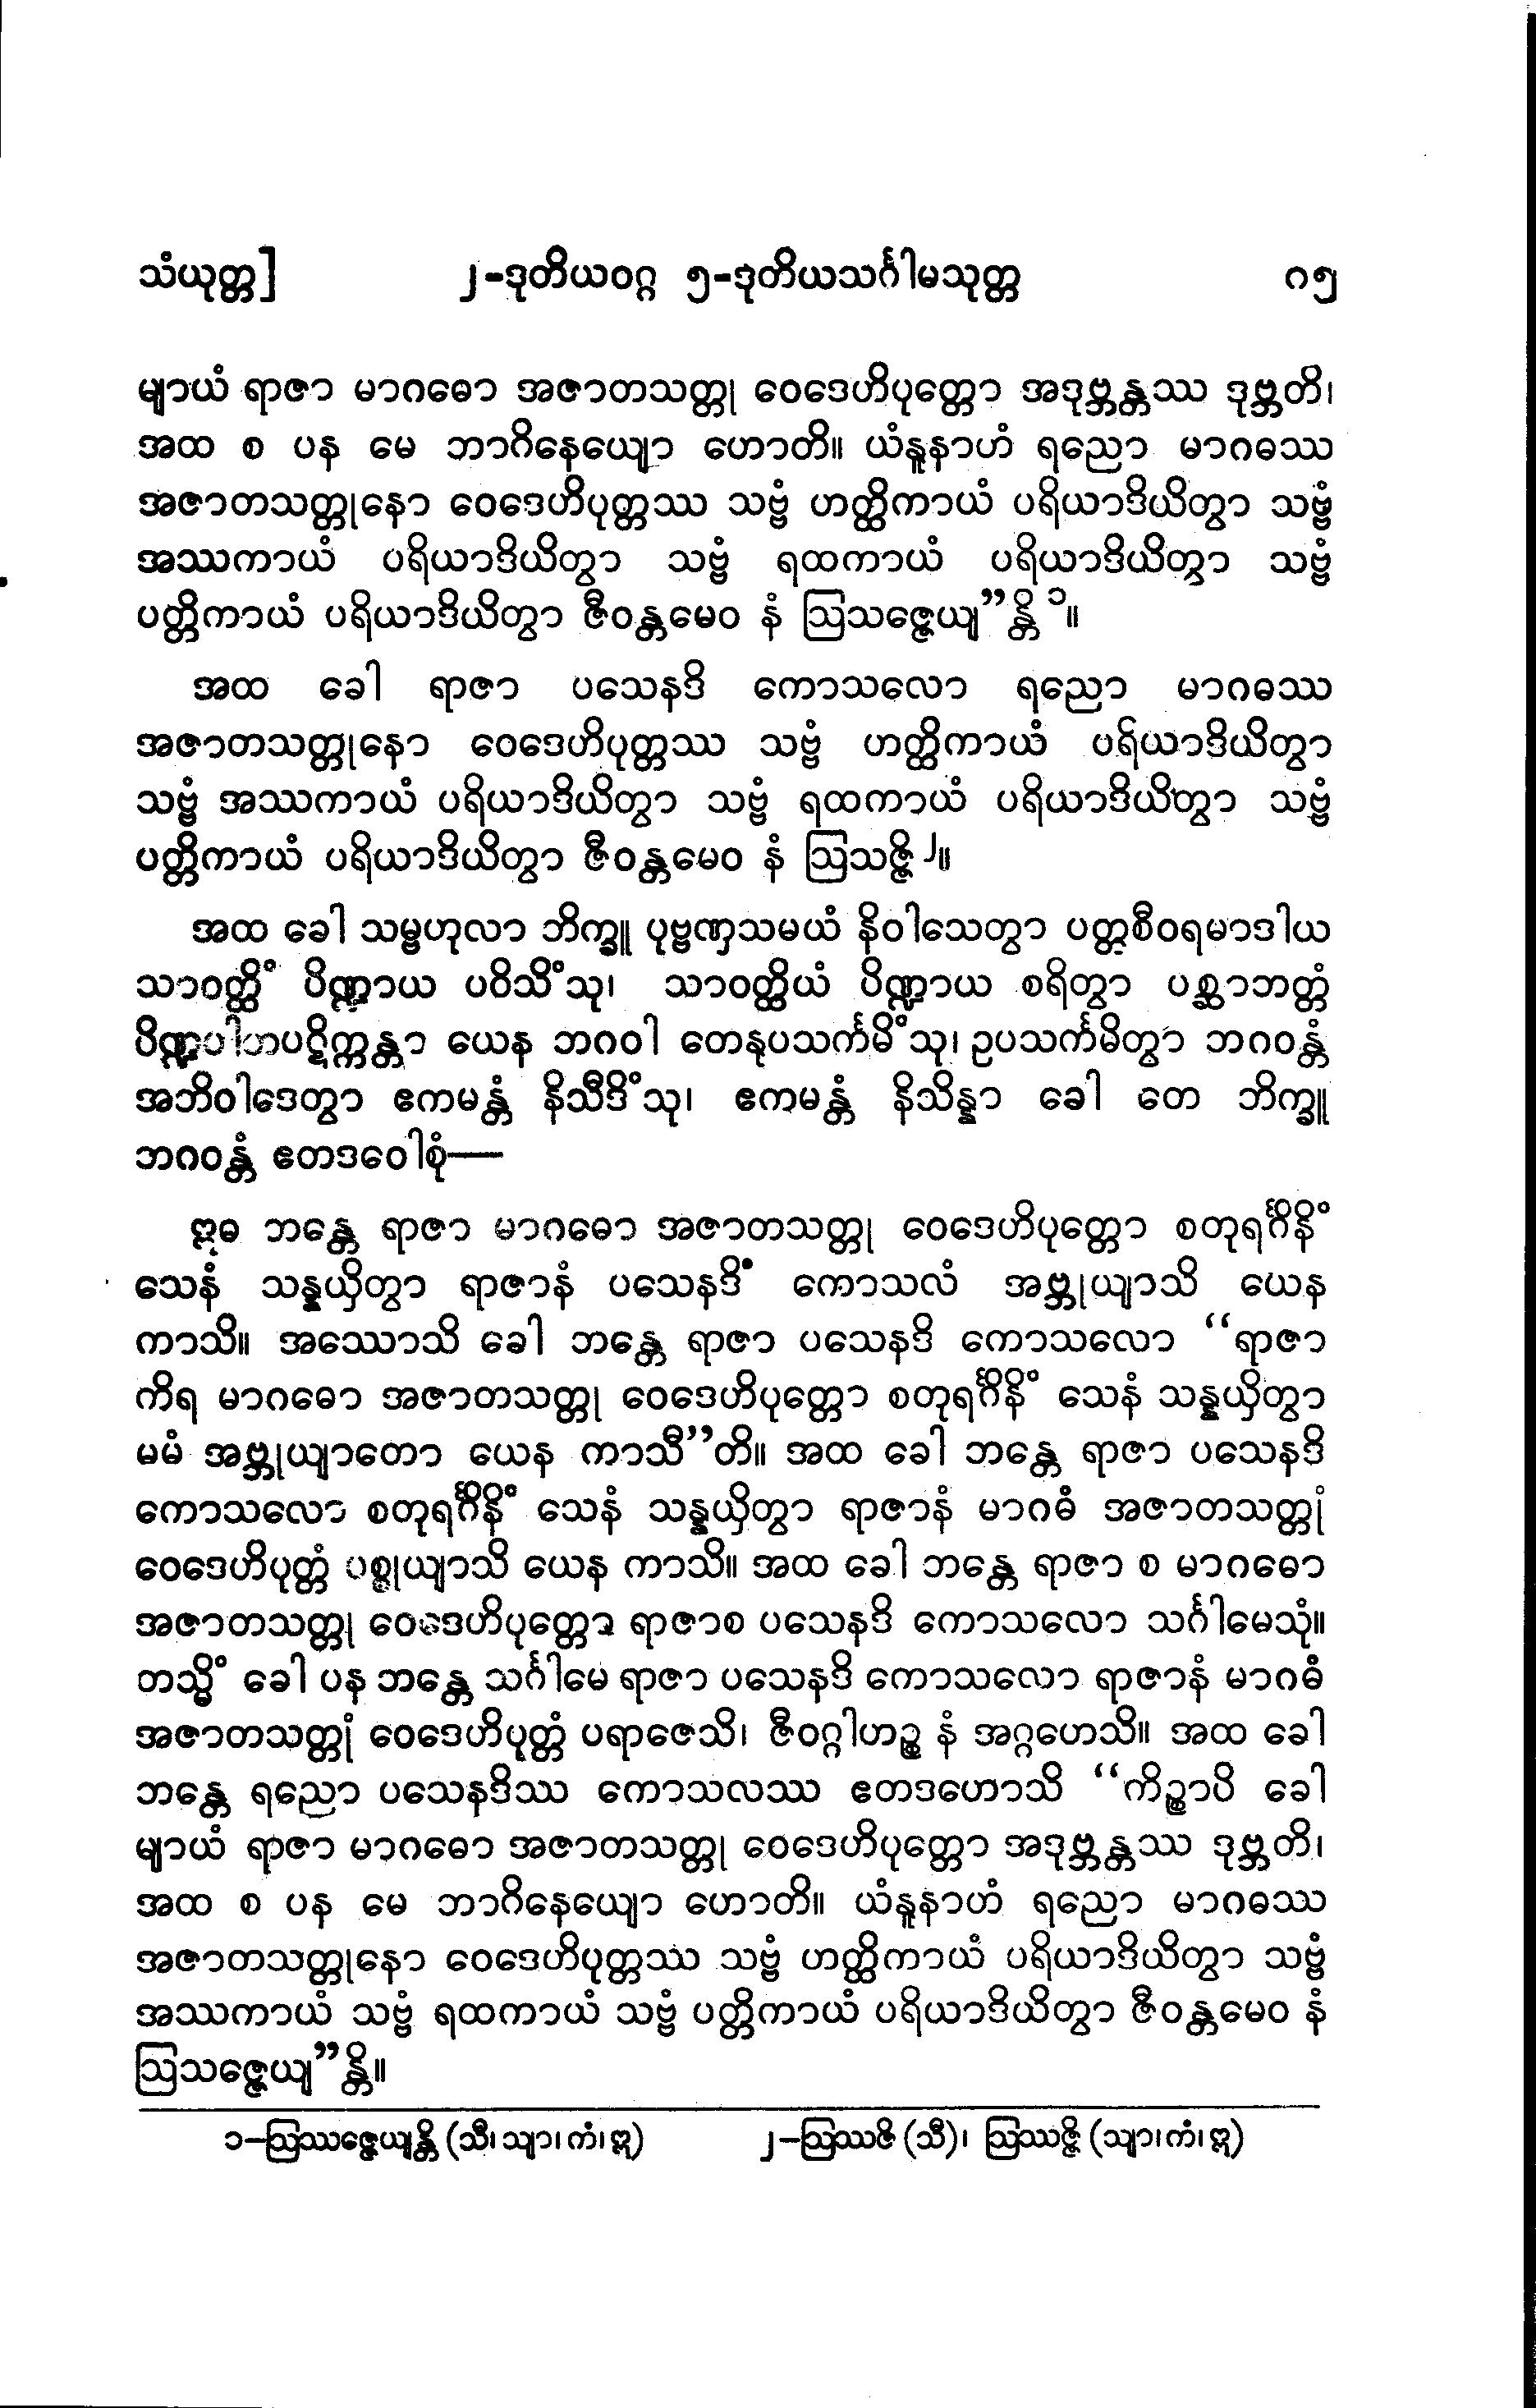 သံယုတ္တ] ၂-ဒုတိယဝဂ္ဂ ၅-ဒုတိယသင်္ဂါမသုတ္တ ၈၅
မျာယံ ရာဇာ မာဂဓော အဇာတသတ္တု ဝေဒေဟိပုတ္တော အဒုဗ္ဘန္တဿ ဒုဗ္ဘတိ၊
အထ စ ပန မေ ဘာဂိနေယျော ဟောတိ။ ယံနူနာဟံ ရညော မာဂဓဿ
အဇာတသတ္တုနော ဝေဒေဟိပုတ္တဿ သဗ္ဗံ ဟတ္ထိကာယံ ပရိယာဒိယိတွာ သဗ္ဗံ
အဿကာယံ ပရိယာဒိယိတွာ သဗ္ဗံ ရထကာယံ ပရိယာဒိယိတွာ သဗ္ဗံ
ပတ္တိကာယံ ပရိယာဒိယိတွာ ဇီဝန္တမေဝ နံ ဩသဇ္ဇေယျ”န္တိ ၁။
အထ ခေါ ရာဇာ ပသေနဒိ ကောသလော ရညော မာဂဓဿ
အဇာတသတ္တုနော ဝေဒေဟိပုတ္တဿ သဗ္ဗံ ဟတ္ထိကာယံ ပရိယာဒိယိတွာ
သဗ္ဗံ အဿကာယံ ပရိယာဒိယိတွာ သဗ္ဗံ ရထကာယံ ပရိယာဒိယိတွာ သဗ္ဗံ
ပတ္တိကာယံ ပရိယာဒိယိတွာ ဇီဝန္တမေဝ နံ ဩသဇ္ဇိ ၂။
အထ ခေါ သမ္ဗဟုလာ ဘိက္ခူ ပုဗ္ဗဏှသမယံ နိဝါသေတွာ ပတ္တစီဝရမာဒါယ
သာဝတ္ထိံ ပိဏ္ဍာယ ပဝိသိံသု၊ သာဝတ္ထိယံ ပိဏ္ဍာယ စရိတွာ ပစ္ဆာဘတ္တံ
ပိဏ္ဍပါတပဋိက္ကန္တာ ယေန ဘဂဝါ တေနုပသင်္ကမိံသု၊ ဥပသင်္ကမိတွာ ဘဂဝန္တံ
အဘိဝါဒေတွာ ဧကမန္တံ နိသီဒိံသု၊ ဧကမန္တံ နိသိန္နာ ခေါ တေ ဘိက္ခူ
ဘဂဝန္တံ ဧတဒဝေါစုံ—
ဣဓ ဘန္တေ ရာဇာ မာဂဓော အဇာတသတ္တု ဝေဒေဟိပုတ္တော စတုရင်္ဂိနိံ
သေနံ သန္နယှိတွာ ရာဇာနံ ပသေနဒိံ ကောသလံ အဗ္ဘုယျာသိ ယေန
ကာသိ။ အဿောသိ ခေါ ဘန္တေ ရာဇာ ပသေနဒိ ကောသလော “ရာဇာ
ကိရ မာဂဓော အဇာတသတ္တု ဝေဒေဟိပုတ္တော စတုရင်္ဂိနိံ သေနံ သန္နယှိတွာ
မမံ အဗ္ဘုယျာတော ယေန ကာသီ”တိ။ အထ ခေါ ဘန္တေ ရာဇာ ပသေနဒိ
ကောသလော စတုရင်္ဂိနိံ သေနံ သန္နယှိတွာ ရာဇာနံ မာဂဓံ အဇာတသတ္တုံ
ဝေဒေဟိပုတ္တံ ပစ္စုယျာသိ ယေန ကာသိ။ အထ ခေါ ဘန္တေ ရာဇာ စ မာဂဓော
အဇာတသတ္တု ဝေဒေဟိပုတ္တော ရာဇာစ ပသေနဒိ ကောသလော သင်္ဂါမေသုံ။
တသ္မိံ ခေါ ပန ဘန္တေ သင်္ဂါမေ ရာဇာ ပသေနဒိ ကောသလော ရာဇာနံ မာဂဓံ
အဇာတသတ္တုံ ဝေဒေဟိပုတ္တံ ပရာဇေသိ၊ ဇီဝဂ္ဂါဟဉ္စ နံ အဂ္ဂဟေသိ။ အထ ခေါ
ဘန္တေ ရညော ပသေနဒိဿ ကောသလဿ ဧတဒဟောသိ “ကိဉ္စာပိ ခေါ
မျာယံ ရာဇာ မာဂဓော အဇာတသတ္တု ဝေဒေဟိပုတ္တော အဒုဗ္ဘန္တဿ ဒုဗ္ဘတိ၊
အထ စ ပန မေ ဘာဂိနေယျော ဟောတိ။ ယံနူနာဟံ ရညော မာဂဓဿ
အဇာတသတ္တုနော ဝေဒေဟိပုတ္တဿ သဗ္ဗံ ဟတ္ထိကာယံ ပရိယာဒိယိတွာ သဗ္ဗံ
အဿကာယံ သဗ္ဗံ ရထကာယံ သဗ္ဗံ ပတ္တိကာယံ ပရိယာဒိယိတွာ ဇီဝန္တမေဝ နံ
ဩသဇ္ဇေယျ”န္တိ။
၁-ဩဿဇ္ဇေယျန္တိ (သီ၊ သျာ၊ ကံ၊ ဣ) ၂-ဩဿဇိ (သီ)၊ ဩဿဇ္ဇိ (သျာ၊ ကံ၊ ဣ)